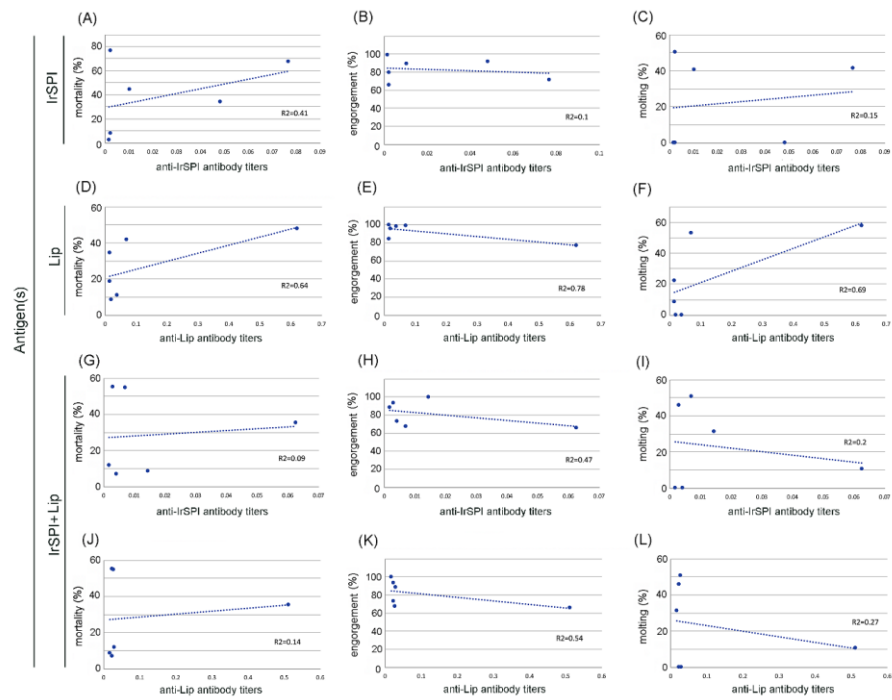 Antigen(s)
IrSPI
(A)
mortality (%)
80
60
40
20
0
R2=0.41
0 0.01 0.02 0.03 0.04 0.05 0.06 0.07 0.08 0.09
anti-IrSPI antibody titers
(B)
engorgement (%)
100
80
60
40
20
0
R2=0.1
0 0.02 0.04 0.06 0.08 0.1
anti-IrSPI antibody titers
(C)
molting (%)
60
40
20
0
R2=0.15
0 0.01 0.02 0.03 0.04 0.05 0.06 0.07 0.08 0.09
anti-IrSPI antibody titers
Lip
(D)
mortality (%)
60
40
20
0
R2=0.64
0 0.1 0.2 0.3 0.4 0.5 0.6 0.7
anti-Lip antibody titers
(E)
engorgement (%)
100
80
60
40
20
0
R2=0.78
0 0.1 0.2 0.3 0.4 0.5 0.6 0.7
anti-Lip antibody titers
(F)
molting (%)
60
40
20
0
R2=0.69
0 0.1 0.2 0.3 0.4 0.5 0.6 0.7
anti-Lip antibody titers
IrSPI+Lip
(G)
mortality (%)
60
40
20
0
R2=0.09
0 0.01 0.02 0.03 0.04 0.05 0.06 0.07
anti-IrSPI antibody titers
(H)
engorgement (%)
100
80
60
40
20
0
R2=0.47
0 0.01 0.02 0.03 0.04 0.05 0.06 0.07
anti-IrSPI antibody titers
(I)
molting (%)
60
40
20
0
R2=0.2
0 0.01 0.02 0.03 0.04 0.05 0.06 0.07
anti-IrSPI antibody titers
(J)
mortality (%)
60
40
20
0
R2=0.14
0 0.1 0.2 0.3 0.4 0.5 0.6
anti-Lip antibody titers
(K)
engorgement (%)
100
80
60
40
20
0
R2=0.54
0 0.1 0.2 0.3 0.4 0.5 0.6
anti-Lip antibody titers
(L)
molting (%)
60
40
20
0
R2=0.27
0 0.1 0.2 0.3 0.4 0.5 0.6
anti-Lip antibody titers